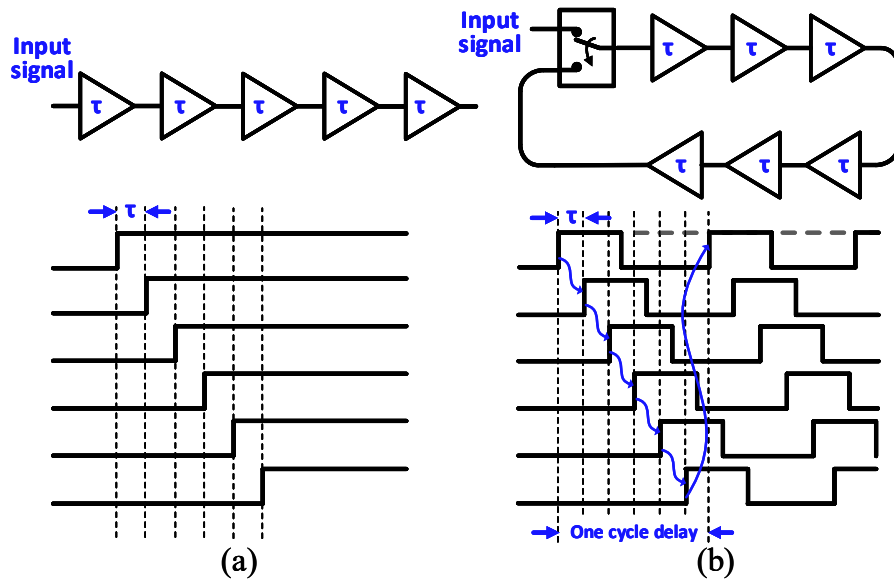 Input
signal
τ τ τ τ τ
τ
(a)
Input
signal
τ τ τ
τ τ τ
τ
One cycle delay
(b)